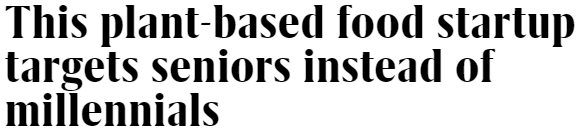 This plant-based food startup
targets seniors instead of
millennials